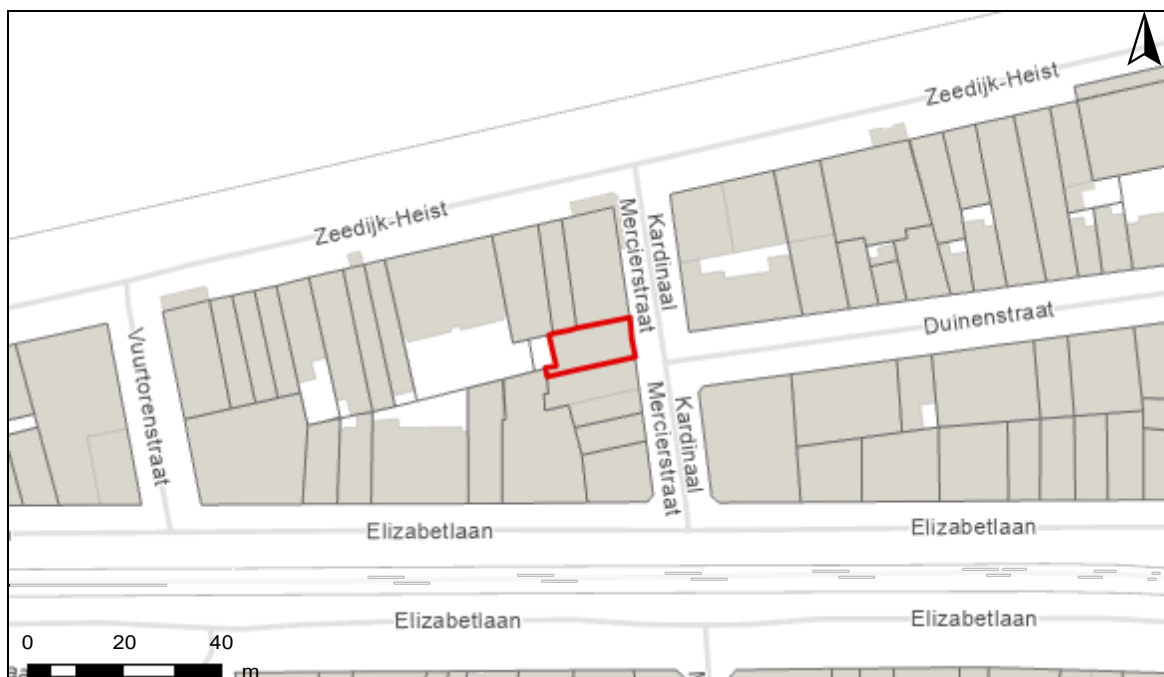 Zeedijk-Heist
Zeedijk-Heist
Kardinaal
Mercierstraat
Duinenstraat
Vuurtorenstraat
Kardinaal
Mercierstraat
Elizabetlaan
Elizabetlaan
Elizabetlaan
Elizabetlaan
0 20 40
m